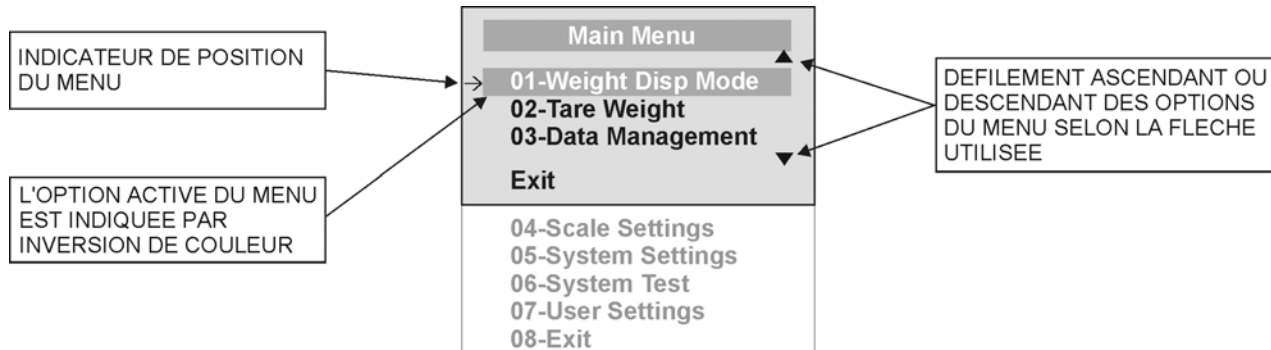 INDICATEUR DE POSITION
DU MENU
L'OPTION ACTIVE DU MENU
EST INDIQUEE PAR
INVERSION DE COULEUR
Main Menu
→ 01-Weight Disp Mode
02-Tare Weight
03-Data Management
Exit
04-Scale Settings
05-System Settings
06-System Test
07-User Settings
08-Exit
DEFILEMENT ASCENDANT OU
DESCENDANT DES OPTIONS
DU MENU SELON LA FLECHE
UTILISEE